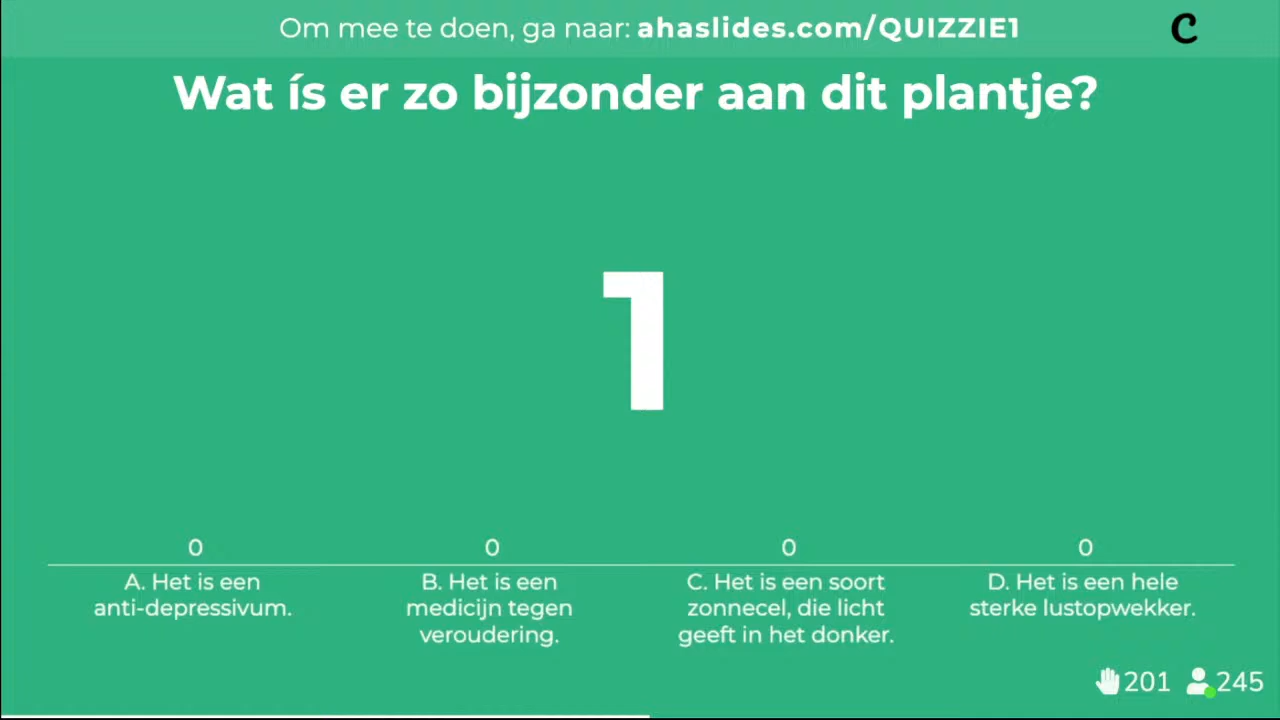 Om mee te doen, ga naar: ahaslides.com/QUIZZIE1
C
Wat ís er zo bijzonder aan dit plantje?
1
0
0
0
0
A. Het is een
anti-depressivum.
B. Het is een
medicijn tegen
veroudering.
C. Het is een soort
zonnecel, die licht
geeft in het donker.
D. Het is een hele
sterke lustopwekker.
201
245